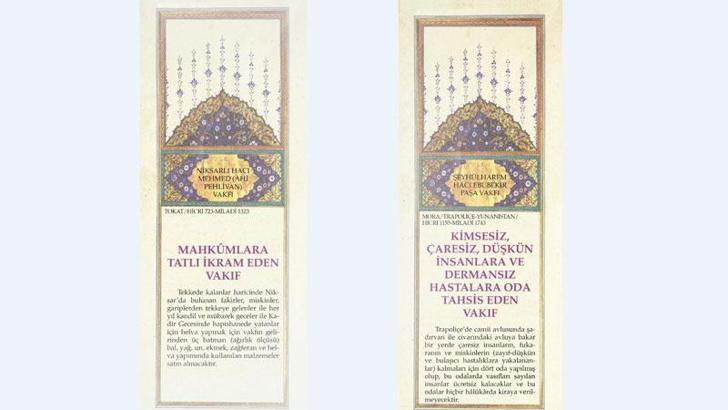 NİKSARLI HACI
MEHMED (AHİ
PEHLİVAN)
VAKFI
TOKAT/HİCRİ 723-MİLADİ 1323
MAHKÛMLARA
TATLI İKRAM EDEN
VAKIF
Tekkede kalanlar haricinde Nik-
sar'da bulunan fakirler, miskinler,
gariplerden tekkeye gelenler ile her
yıl kandil ve mübarek geceler ile Ka-
dir Gecesinde hapishanede yatanlar
için helva yapmak için vakfın geli-
rinden üç batman (ağırlık ölçüsü)
bal, yağ, un, ekmek, zağferan ve hel-
va yapımında kullanılan malzemeler
satın alınacaktır.
ŞEYHÜLHAREM
HACI EBUBEKİR
PAŞA VAKFI
MORA/TRAPOLİÇE-YUNANİSTAN/
HİCRİ 1155-MİLADİ 1743
KİMSESİZ,
ÇARESİZ, DÜŞKÜN
İNSANLARA VE
DERMANSIZ
HASTALARA ODA
TAHSİS EDEN
VAKIF
Trapoliçe'de camii avlusunda şa-
dırvan ile civarındaki avluya bakar
bir yerde çaresiz insanların, fuka-
ranın ve miskinlerin (zayıf-düşkün
ve bulaşıcı hastalıklara yakalanan-
lar) kalmaları için dört oda yapılmış
olup, bu odalarda vasıfları sayılan
insanlar ücretsiz kalacaklar ve bu
odalar hiçbir hâlükârda kiraya veril-
meyecektir.